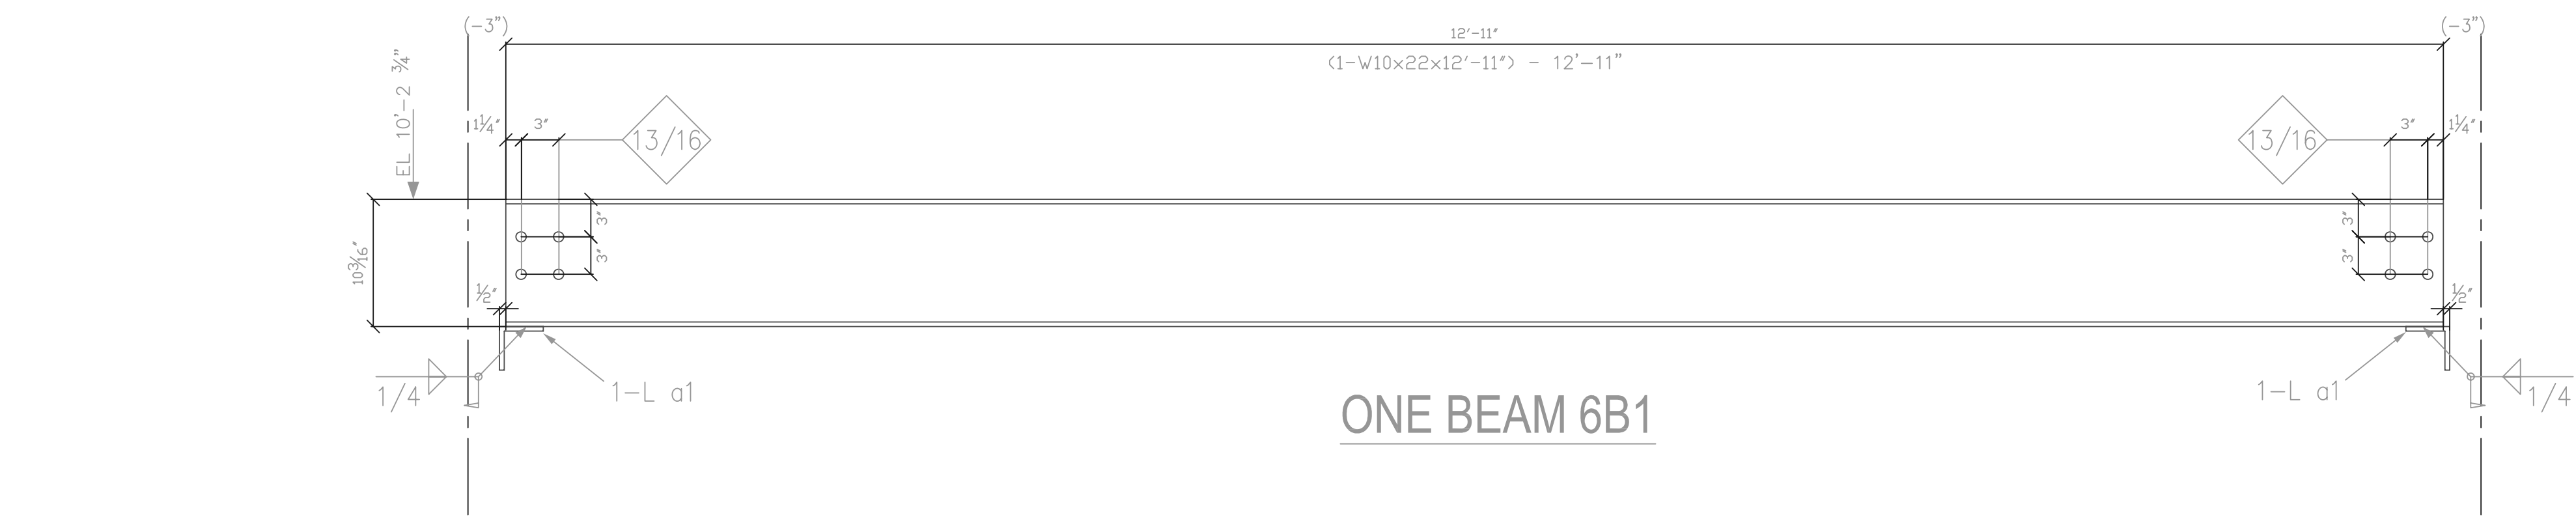 (-3") 12'-11" (-3")
(1-W10x22x12'-11") - 12'-11"
EL 10'-2 3/4"
1 1/4" 3" 13/16 13/16 3" 1 1/4"
3" 3"
10 3/16" 3" 3"
1/2" 1/2"
1/4 1-L a1 ONE BEAM 6B1 1-L a1 1/4